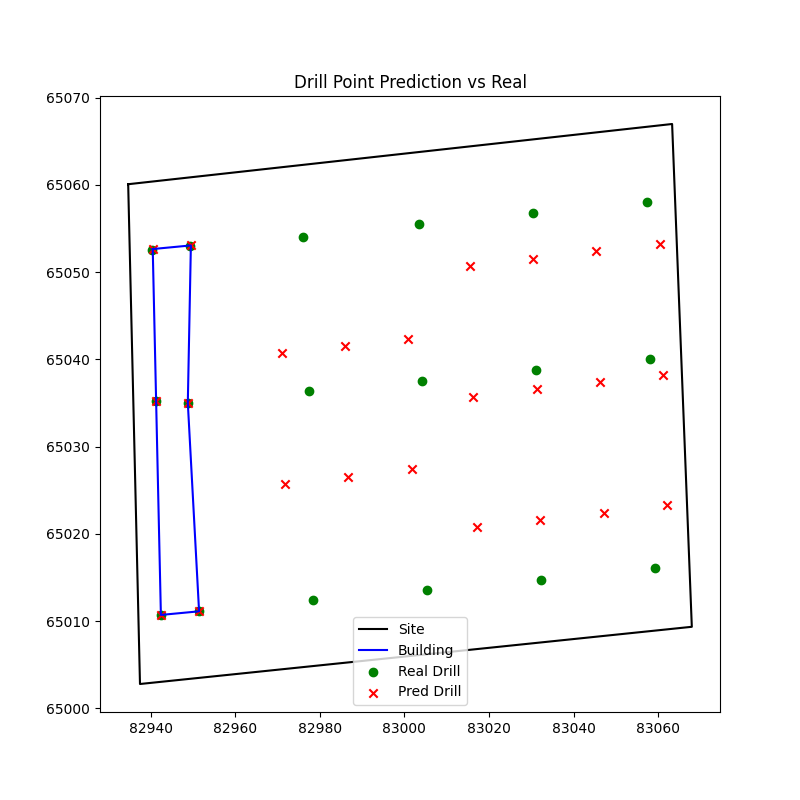 Drill Point Prediction vs Real
65070
65060
65050
65040
65030
65020
65010
65000
Site
Building
Real Drill
Pred Drill
82940 82960 82980 83000 83020 83040 83060